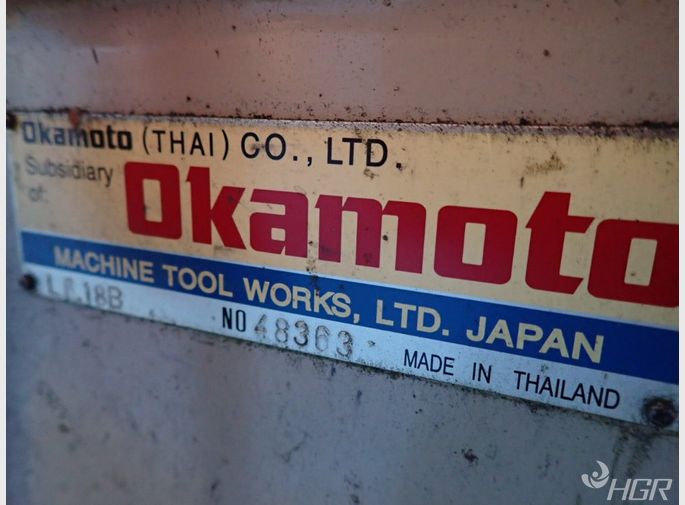 Okamoto (THAI) CO., LTD.
Subsidiary
of:
Okamoto
MACHINE TOOL WORKS, LTD. JAPAN
NO 48363
MADE IN THAILAND
HGR